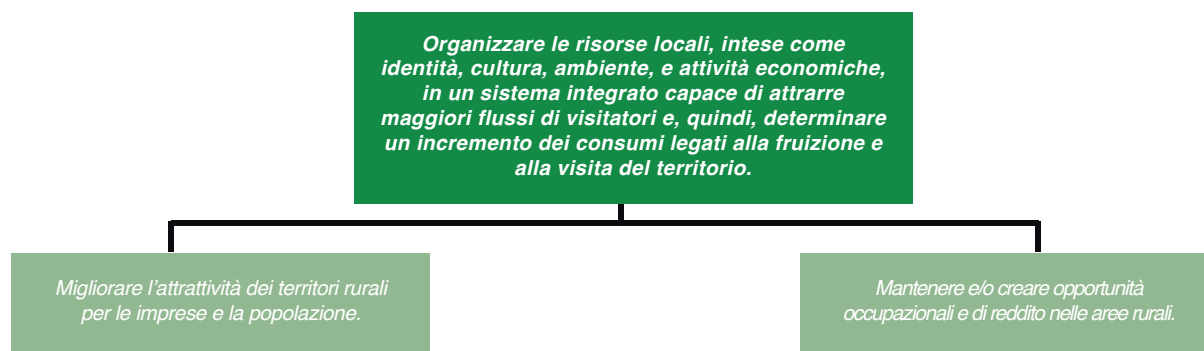 Organizzare le risorse locali, intese come
identità, cultura, ambiente, e attività economiche,
in un sistema integrato capace di attrarre
maggiori flussi di visitatori e, quindi, determinare
un incremento dei consumi legati alla fruizione e
alla visita del territorio.
Migliorare l’attrattività dei territori rurali
per le imprese e la popolazione.
Mantenere e/o creare opportunità
occupazionali e di reddito nelle aree rurali.